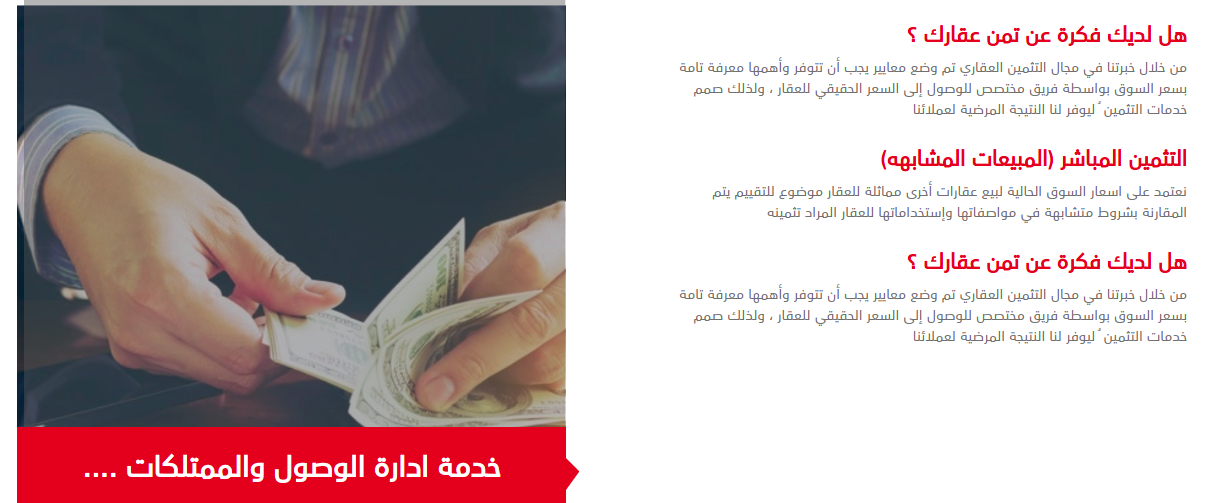 هل لديك فكرة عن تمن عقارك ؟
من خلال خبرتنا في مجال التثمين العقاري تم وضع معايير يجب أن تتوفر وأهمها معرفة تامة
بسعر السوق بواسطة فريق مختصص للوصول إلى السعر الحقيقي للعقار ، ولذلك صمم
خدمات التثمين ُ ليوفر لنا النتيجة المرضية لعملائنا
التثمين المباشر (المبيعات المشابهه)
نعتمد على اسعار السوق الحالية لبيع عقارات أخرى مماثلة للعقار موضوع للتقييم يتم
المقارنة بشروط متشابهة في مواصفاتها وإستخداماتها للعقار المراد تثمينه
هل لديك فكرة عن تمن عقارك ؟
من خلال خبرتنا في مجال التثمين العقاري تم وضع معايير يجب أن تتوفر وأهمها معرفة تامة
بسعر السوق بواسطة فريق مختصص للوصول إلى السعر الحقيقي للعقار ، ولذلك صمم
خدمات التثمين ُ ليوفر لنا النتيجة المرضية لعملائنا
خدمة ادارة الوصول والممتلكات ....